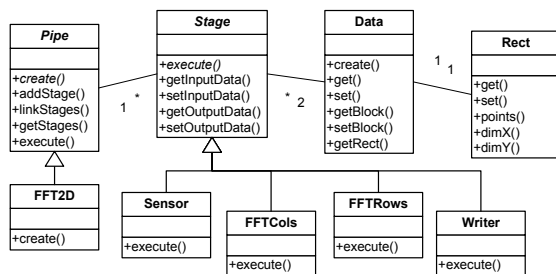 Pipe
+create()
+addStage()
+linkStages()
+getStages()
+execute()
1
*
Stage
+execute()
+getInputData()
+setInputData()
+getOutputData()
+setOutputData()
*
2
Data
+create()
+get()
+set()
+getBlock()
+setBlock()
+getRect()
1
1
Rect
+get()
+set()
+points()
+dimX()
+dimY()
FFT2D
+create()
Sensor
+execute()
FFTCols
+execute()
FFTRows
+execute()
Writer
+execute()